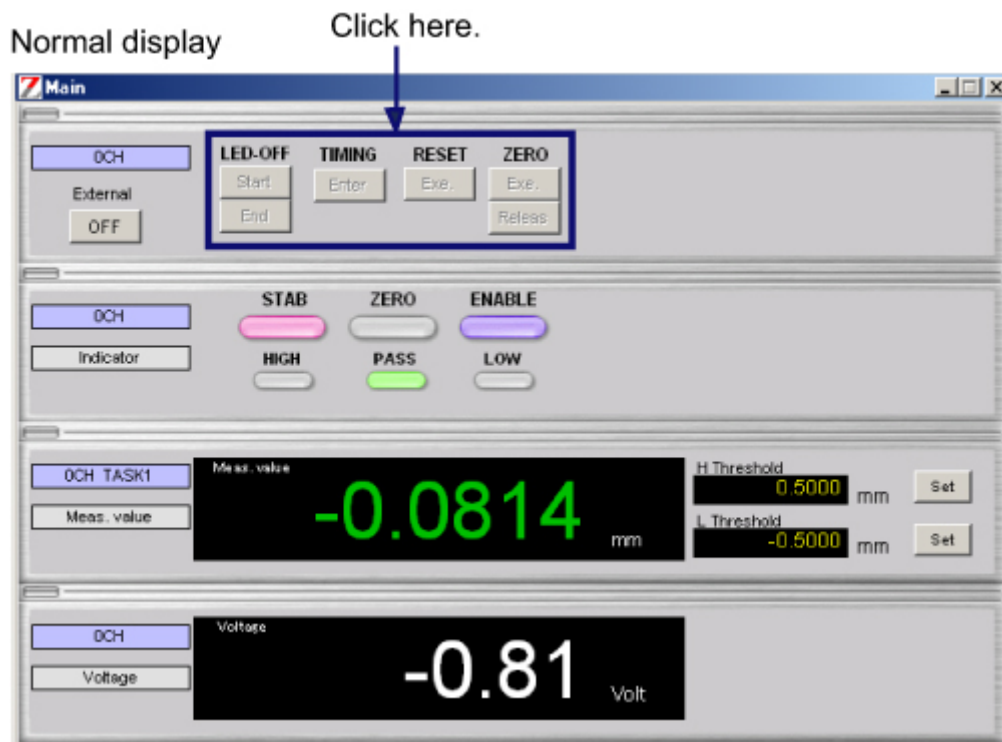 Click here.
Normal display
Main
0CH
LED-OFF TIMING RESET ZERO
Start Enter Exe. Exe.
External
OFF
End Releas
STAB ZERO ENABLE
0CH
Indicator
HIGH PASS LOW
0CH TASK1
Meas. value
Meas. value
-0.0814 mm
H Threshold
0.5000 mm Set
L Threshold
-0.5000 mm Set
0CH
Voltage
Voltage
-0.81 Volt